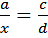 a/x = c/d